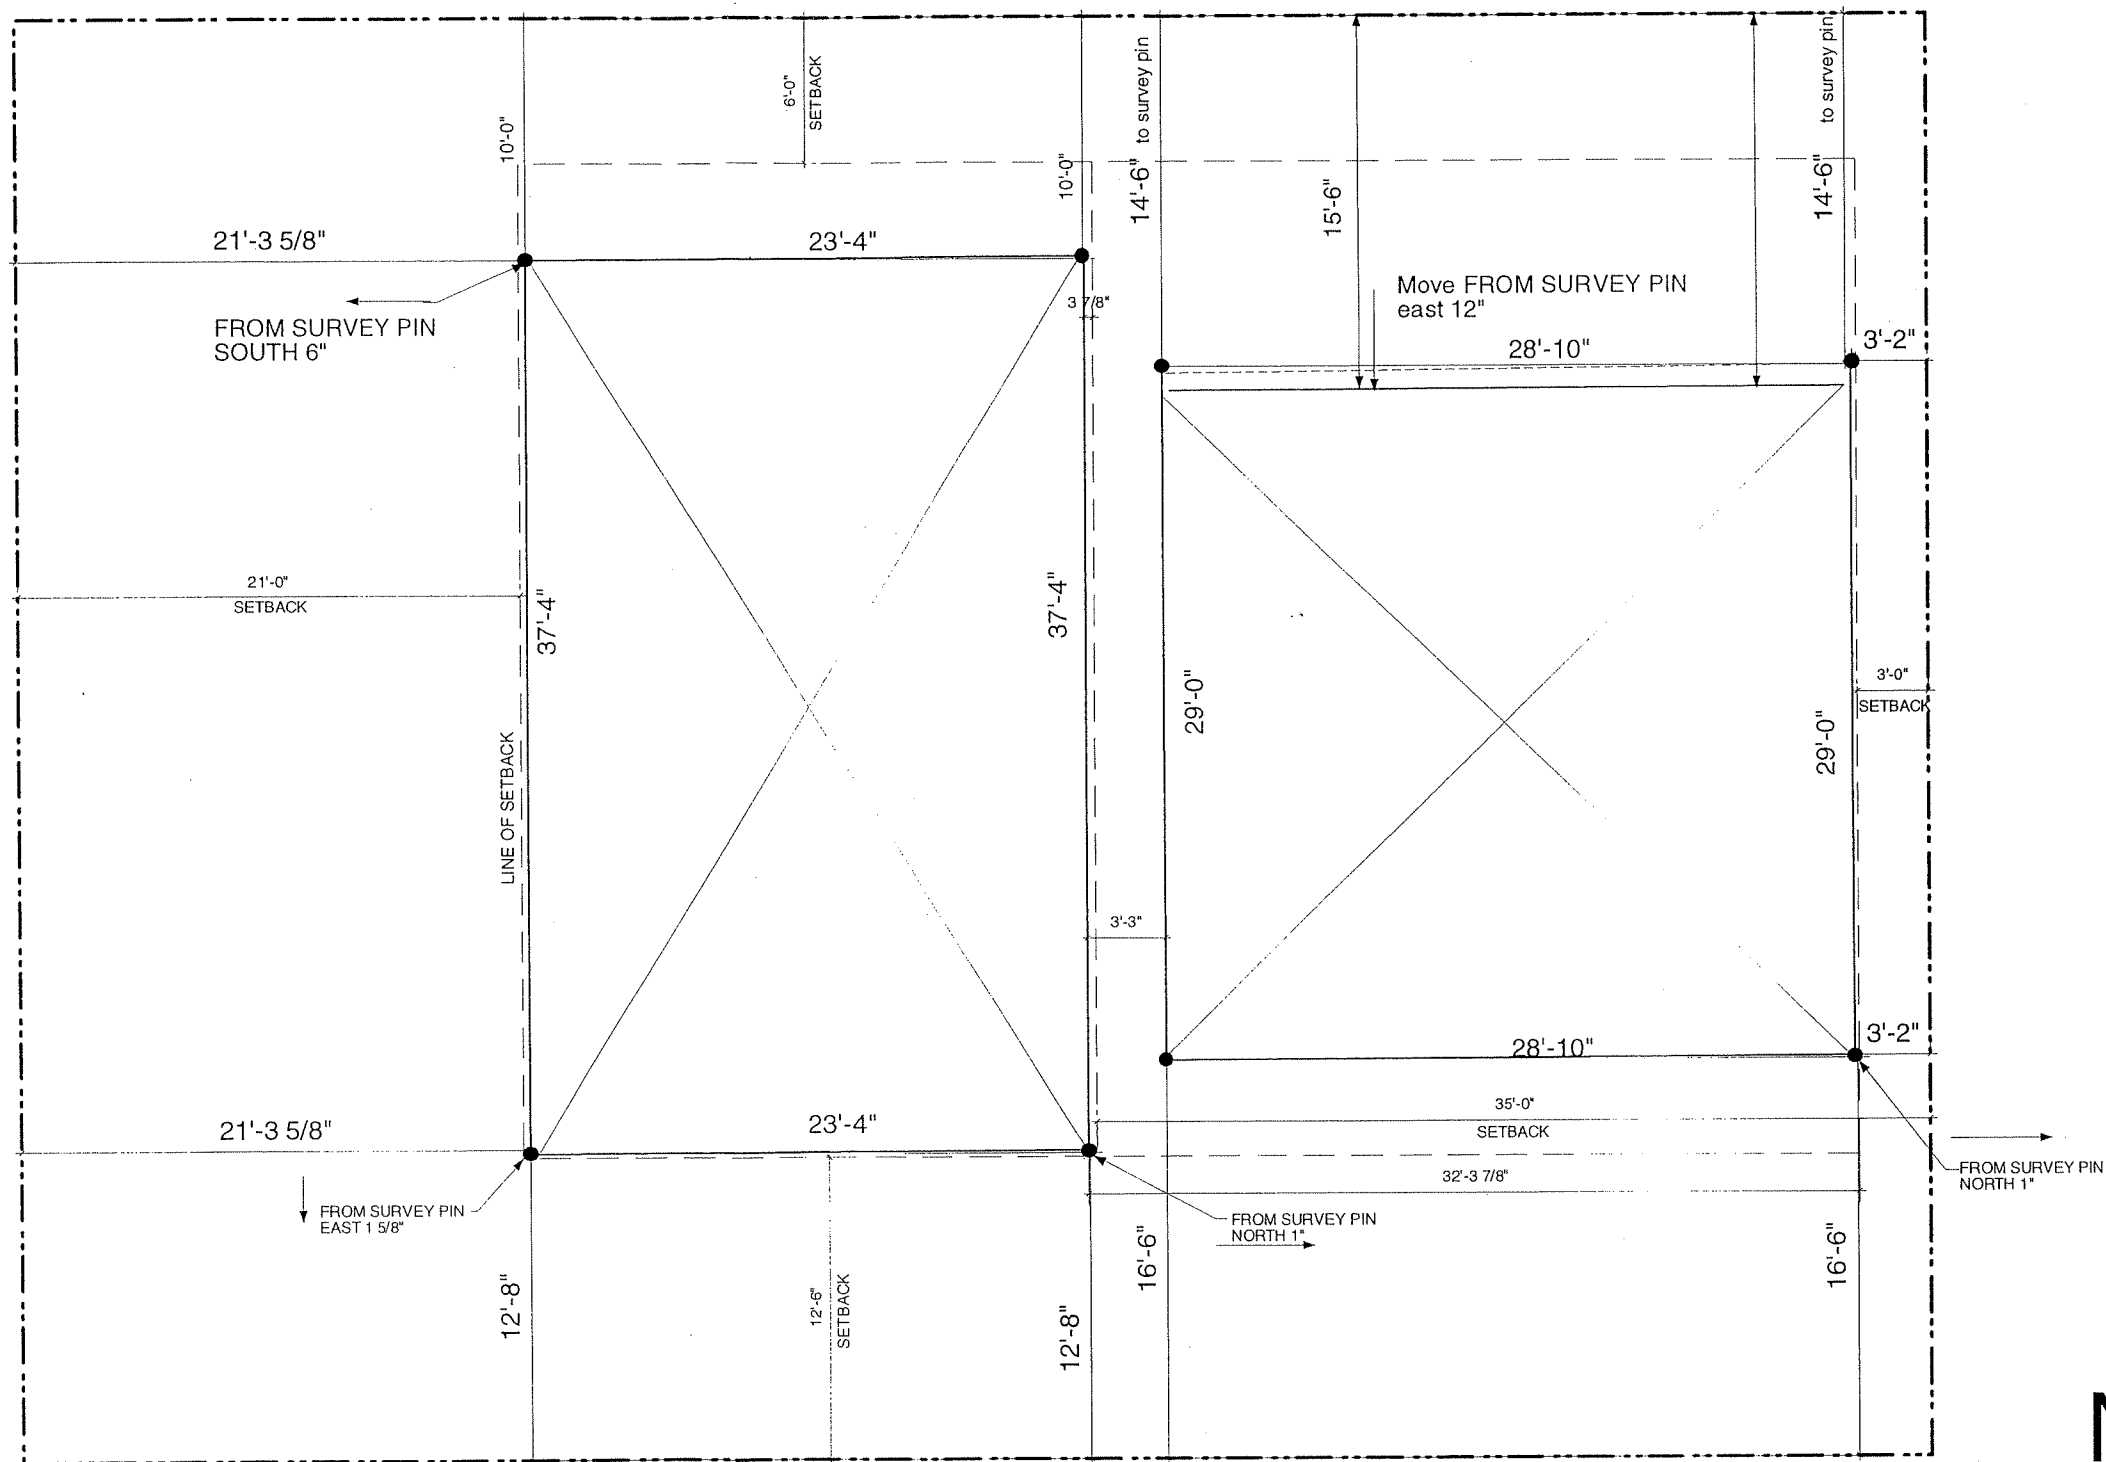 6'-0"
SETBACK
to survey pin
to survey pin
10'-0"
10'-0"
14'-6"
15'-6"
14'-6"
21'-3 5/8"
23'-4"
FROM SURVEY PIN
SOUTH 6"
3 7/8"
Move FROM SURVEY PIN
east 12"
28'-10"
3'-2"
21'-0"
SETBACK
37'-4"
37'-4"
29'-0"
29'-0"
3'-0"
SETBACK
LINE OF SETBACK
3'-3"
28'-10"
3'-2"
35'-0"
SETBACK
21'-3 5/8"
23'-4"
32'-3 7/8"
FROM SURVEY PIN
NORTH 1"
FROM SURVEY PIN
EAST 1 5/8"
FROM SURVEY PIN
NORTH 1"
12'-8"
12'-6"
SETBACK
12'-8"
16'-6"
16'-6"